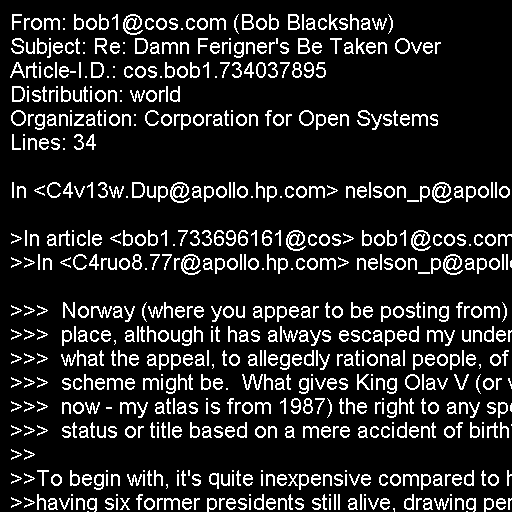 From: bob1@cos.com (Bob Blackshaw)
Subject: Re: Damn Ferigner's Be Taken Over
Article-I.D.: cos.bob1.734037895
Distribution: world
Organization: Corporation for Open Systems
Lines: 34

In <C4v13w.Dup@apollo.hp.com> nelson_p@apollo

>In article <bob1.733696161@cos> bob1@cos.com
>>In <C4ruo8.77r@apollo.hp.com> nelson_p@apoll

>>>  Norway (where you appear to be posting from)
>>>  place, although it has always escaped my under
>>>  what the appeal, to allegedly rational people, of
>>>  scheme might be.  What gives King Olav V (or
>>>  now - my atlas is from 1987) the right to any spe
>>>  status or title based on a mere accident of birth
>>
>>To begin with, it's quite inexpensive compared to
>>having six former presidents still alive, drawing pe